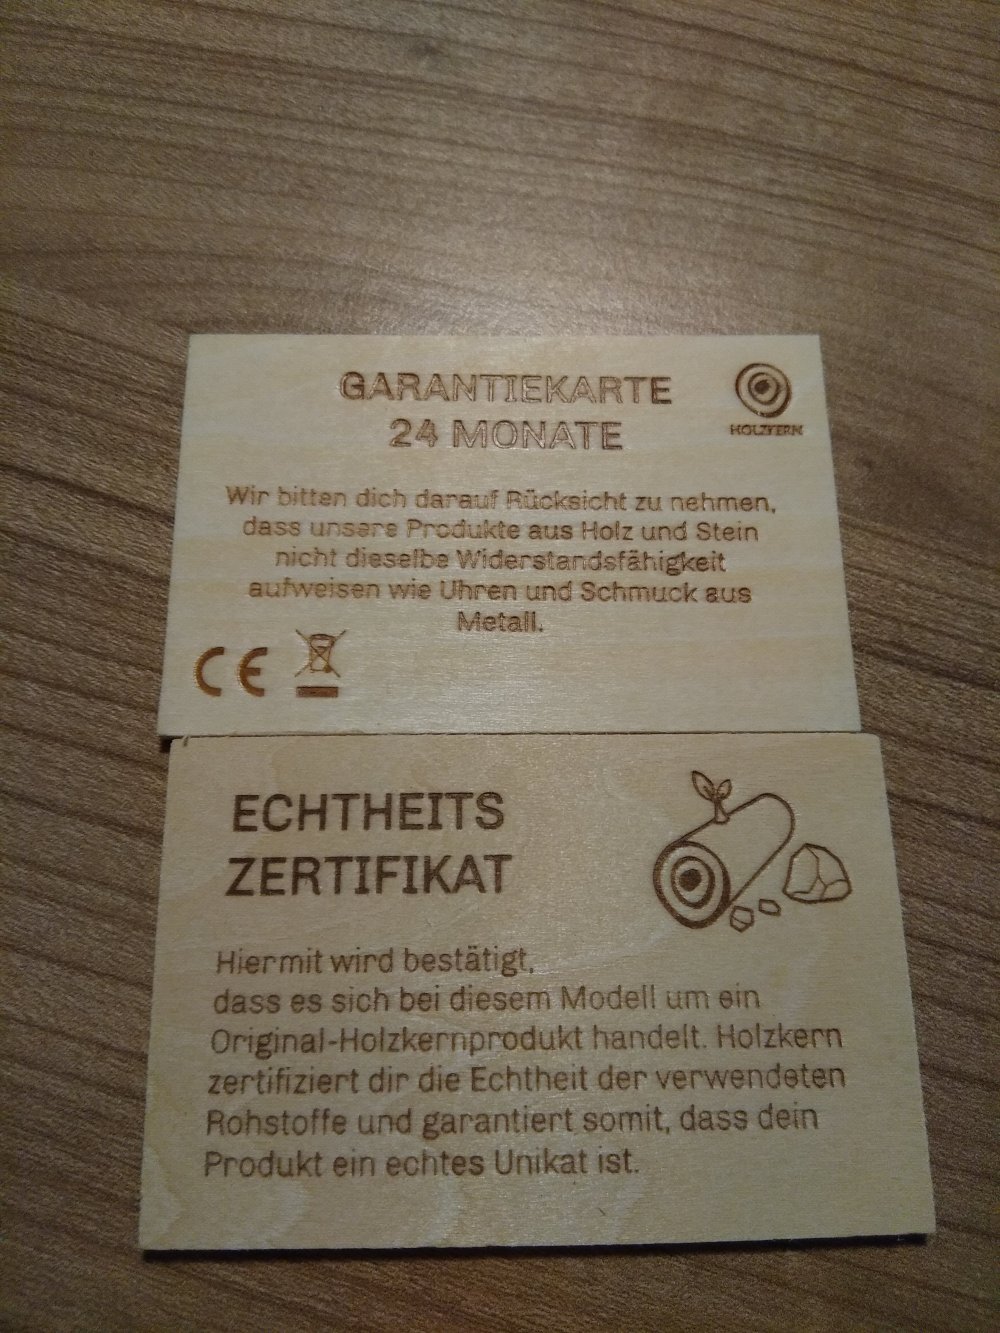 GARANTIEKARTE
24 MONATE
HOLZKERN
Wir bitten dich darauf Rücksicht zu nehmen,
dass unsere Produkte aus Holz und Stein
nicht dieselbe Widerstandsfähigkeit
aufweisen wie Uhren und Schmuck aus
Metall.
CE
ECHTHEITS
ZERTIFIKAT
Hiermit wird bestätigt,
dass es sich bei diesem Modell um ein
Original-Holzkernprodukt handelt. Holzkern
zertifiziert dir die Echtheit der verwendeten
Rohstoffe und garantiert somit, dass dein
Produkt ein echtes Unikat ist.